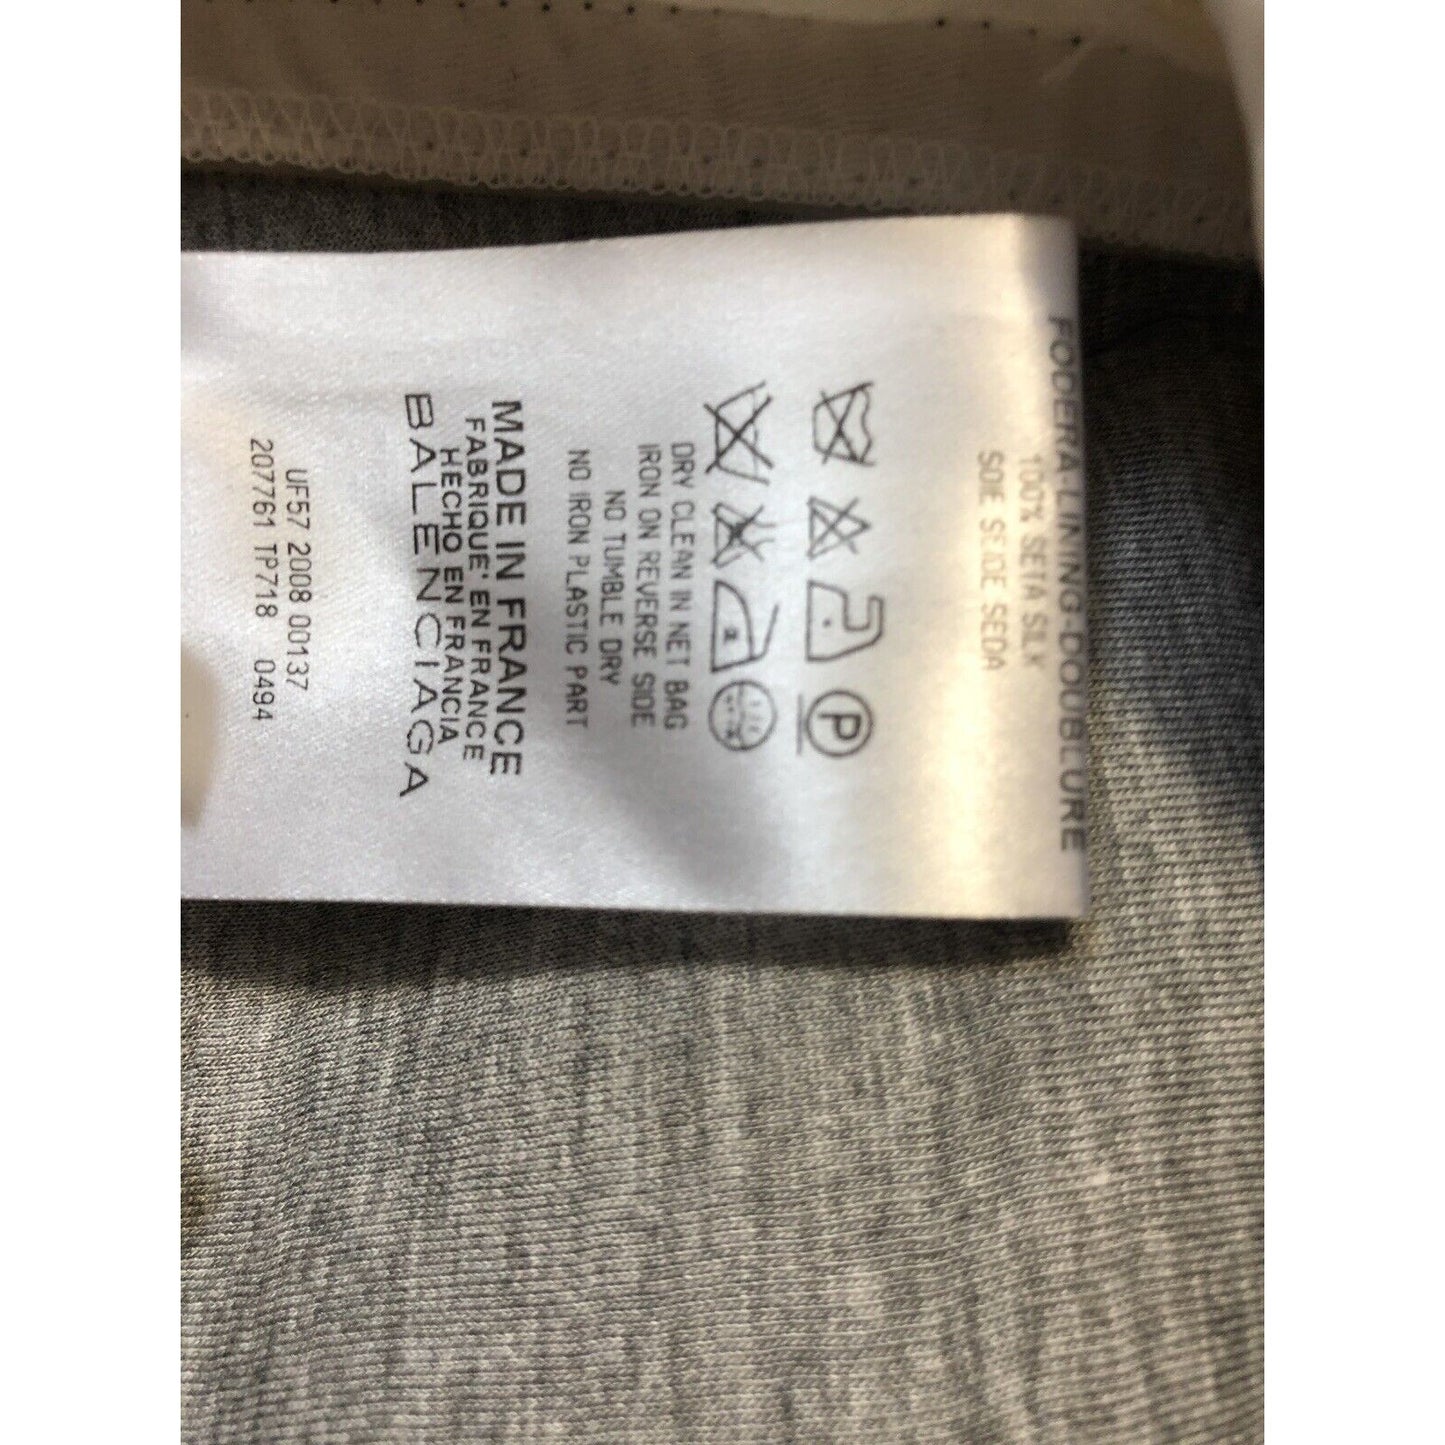 FODERA-LINING-DOUBLURE
100% SETA SILK
SOIE SEIDE SEDA
P
DRY CLEAN IN NET BAG
IRON ON REVERSE SIDE
NO TUMBLE DRY
NO IRON PLASTIC PART
MADE IN FRANCE
FABRIQUE' EN FRANCE
HECHO EN FRANCIA
BALENCIAGA
UF57 2008 00137
207761 TP718 0494